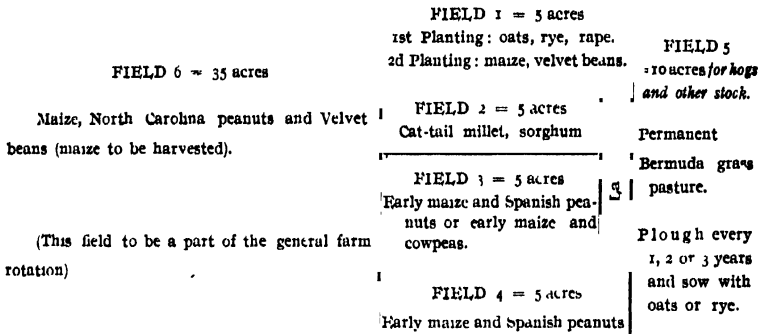 FIELD 6 = 35 acres
Maize, North Carolina peanuts and Velvet
beans (maize to be harvested).
(This field to be a part of the general farm
rotation)
FIELD 1 = 5 acres
1st Planting: oats, rye, rape.
2d Planting: maize, velvet beans.
FIELD 2 = 5 acres
Cat-tail millet, sorghum
FIELD 3 = 5 acres
Early maize and Spanish pea-
nuts or early maize and
cowpeas.
FIELD 4 = 5 acres
Early maize and Spanish peanuts
FIELD 5
= 10 acres for hogs
and other stock.
Permanent
Bermuda grass
pasture.
Plough every
1, 2 or 3 years
and sow with
oats or rye.